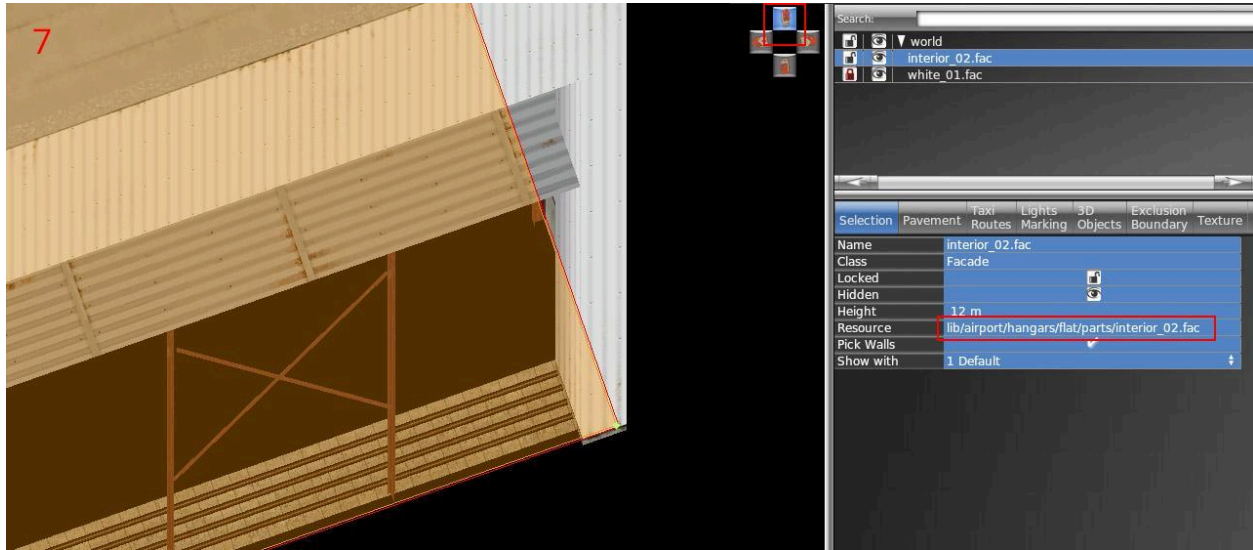 7
Search:
world
interior_02.fac
white_01.fac
Selection
Pavement
Taxi
Routes
Lights
Marking
3D
Objects
Exclusion
Boundary
Texture
Name interior_02.fac
Class Facade
Locked
Hidden
Height 12 m
Resource lib/airport/hangars/flat/parts/interior_02.fac
Pick Walls
Show with 1 Default